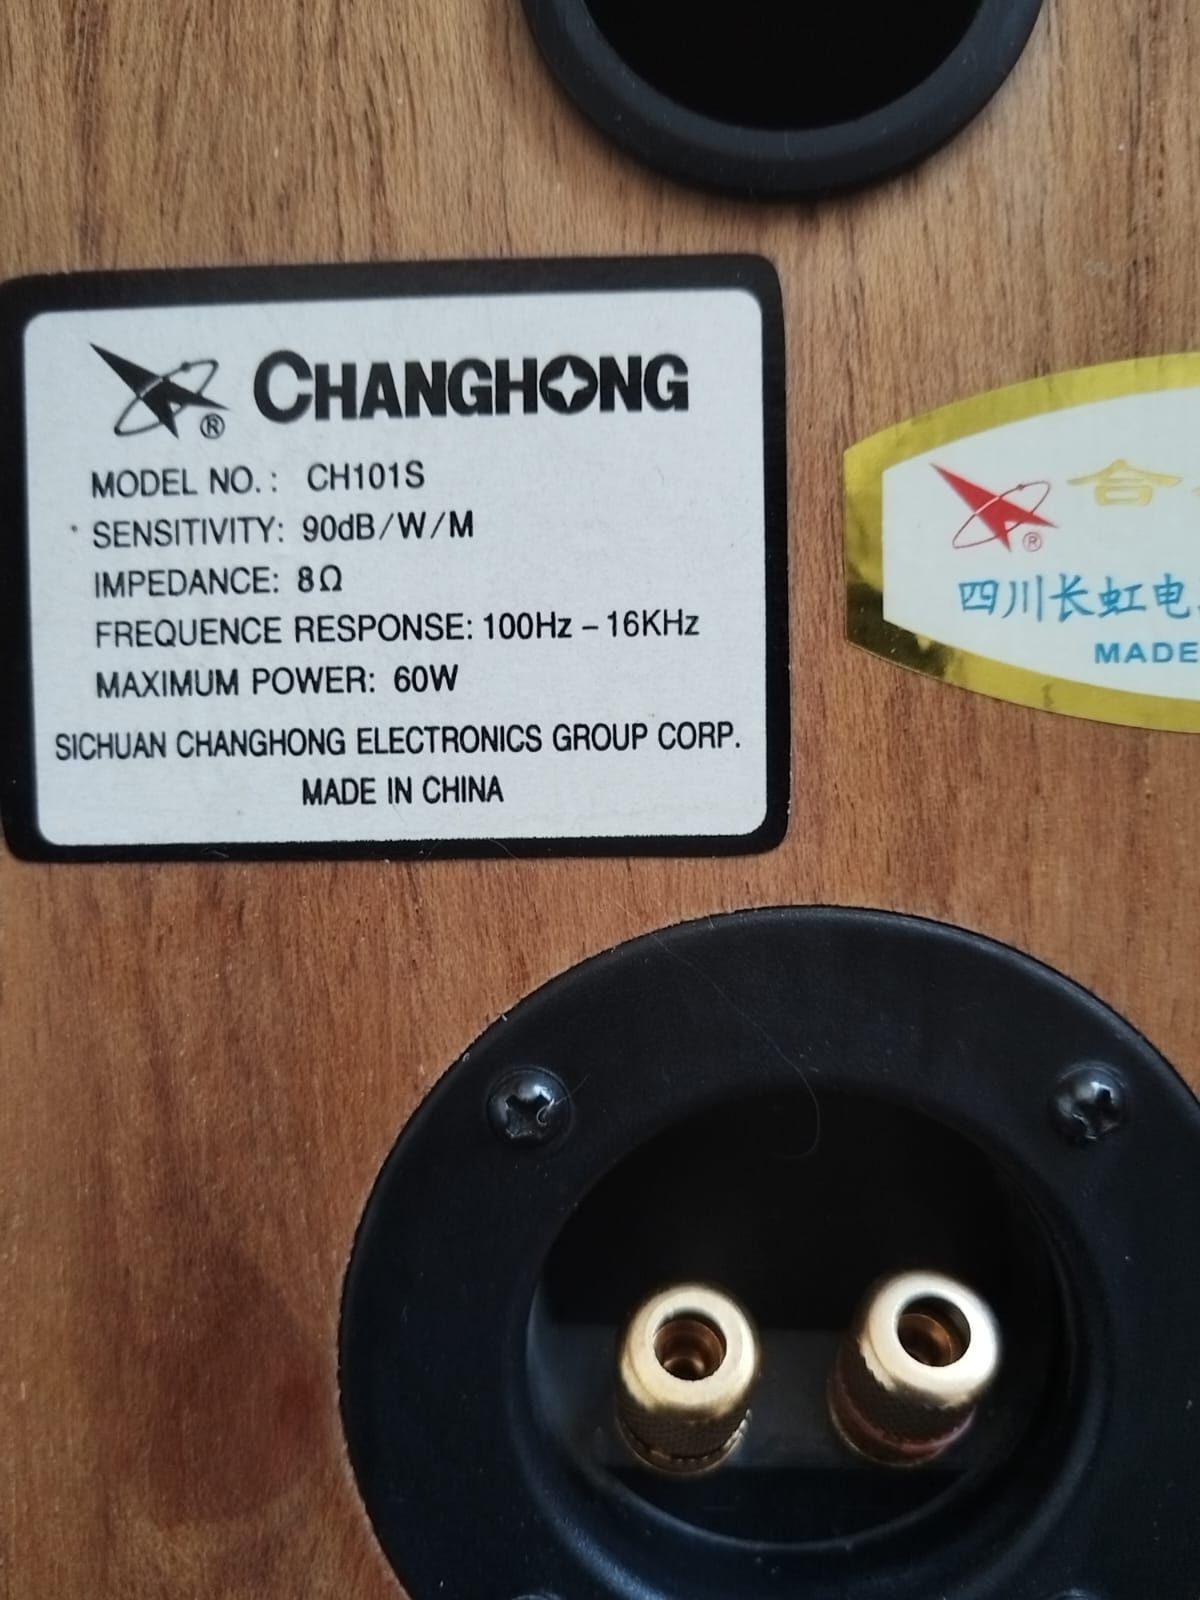 ® CHANGHONG
MODEL NO.: CH101S
SENSITIVITY: 90dB/W/M
IMPEDANCE: 8Ω
FREQUENCE RESPONSE: 100Hz – 16KHz
MAXIMUM POWER: 60W
SICHUAN CHANGHONG ELECTRONICS GROUP CORP.
MADE IN CHINA
合
®
四川长虹电
MADE